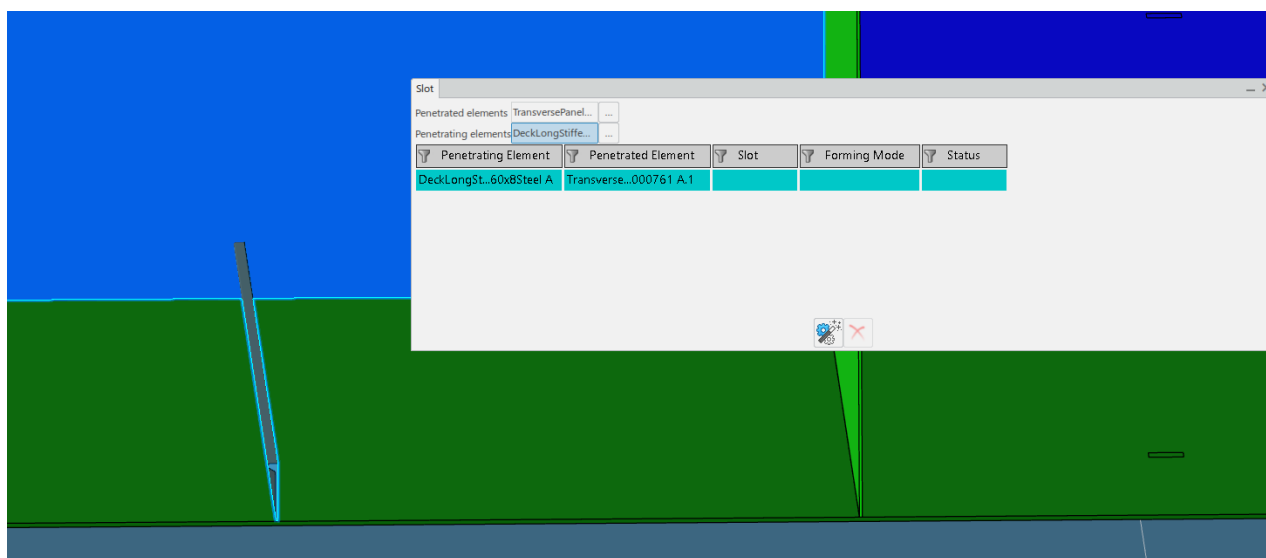 Slot
Penetrated elements TransversePanel... ...
Penetrating elements DeckLongStiffe... ...
Penetrating Element Penetrated Element Slot Forming Mode Status
DeckLongSt...60x8Steel A Transverse...000761 A.1